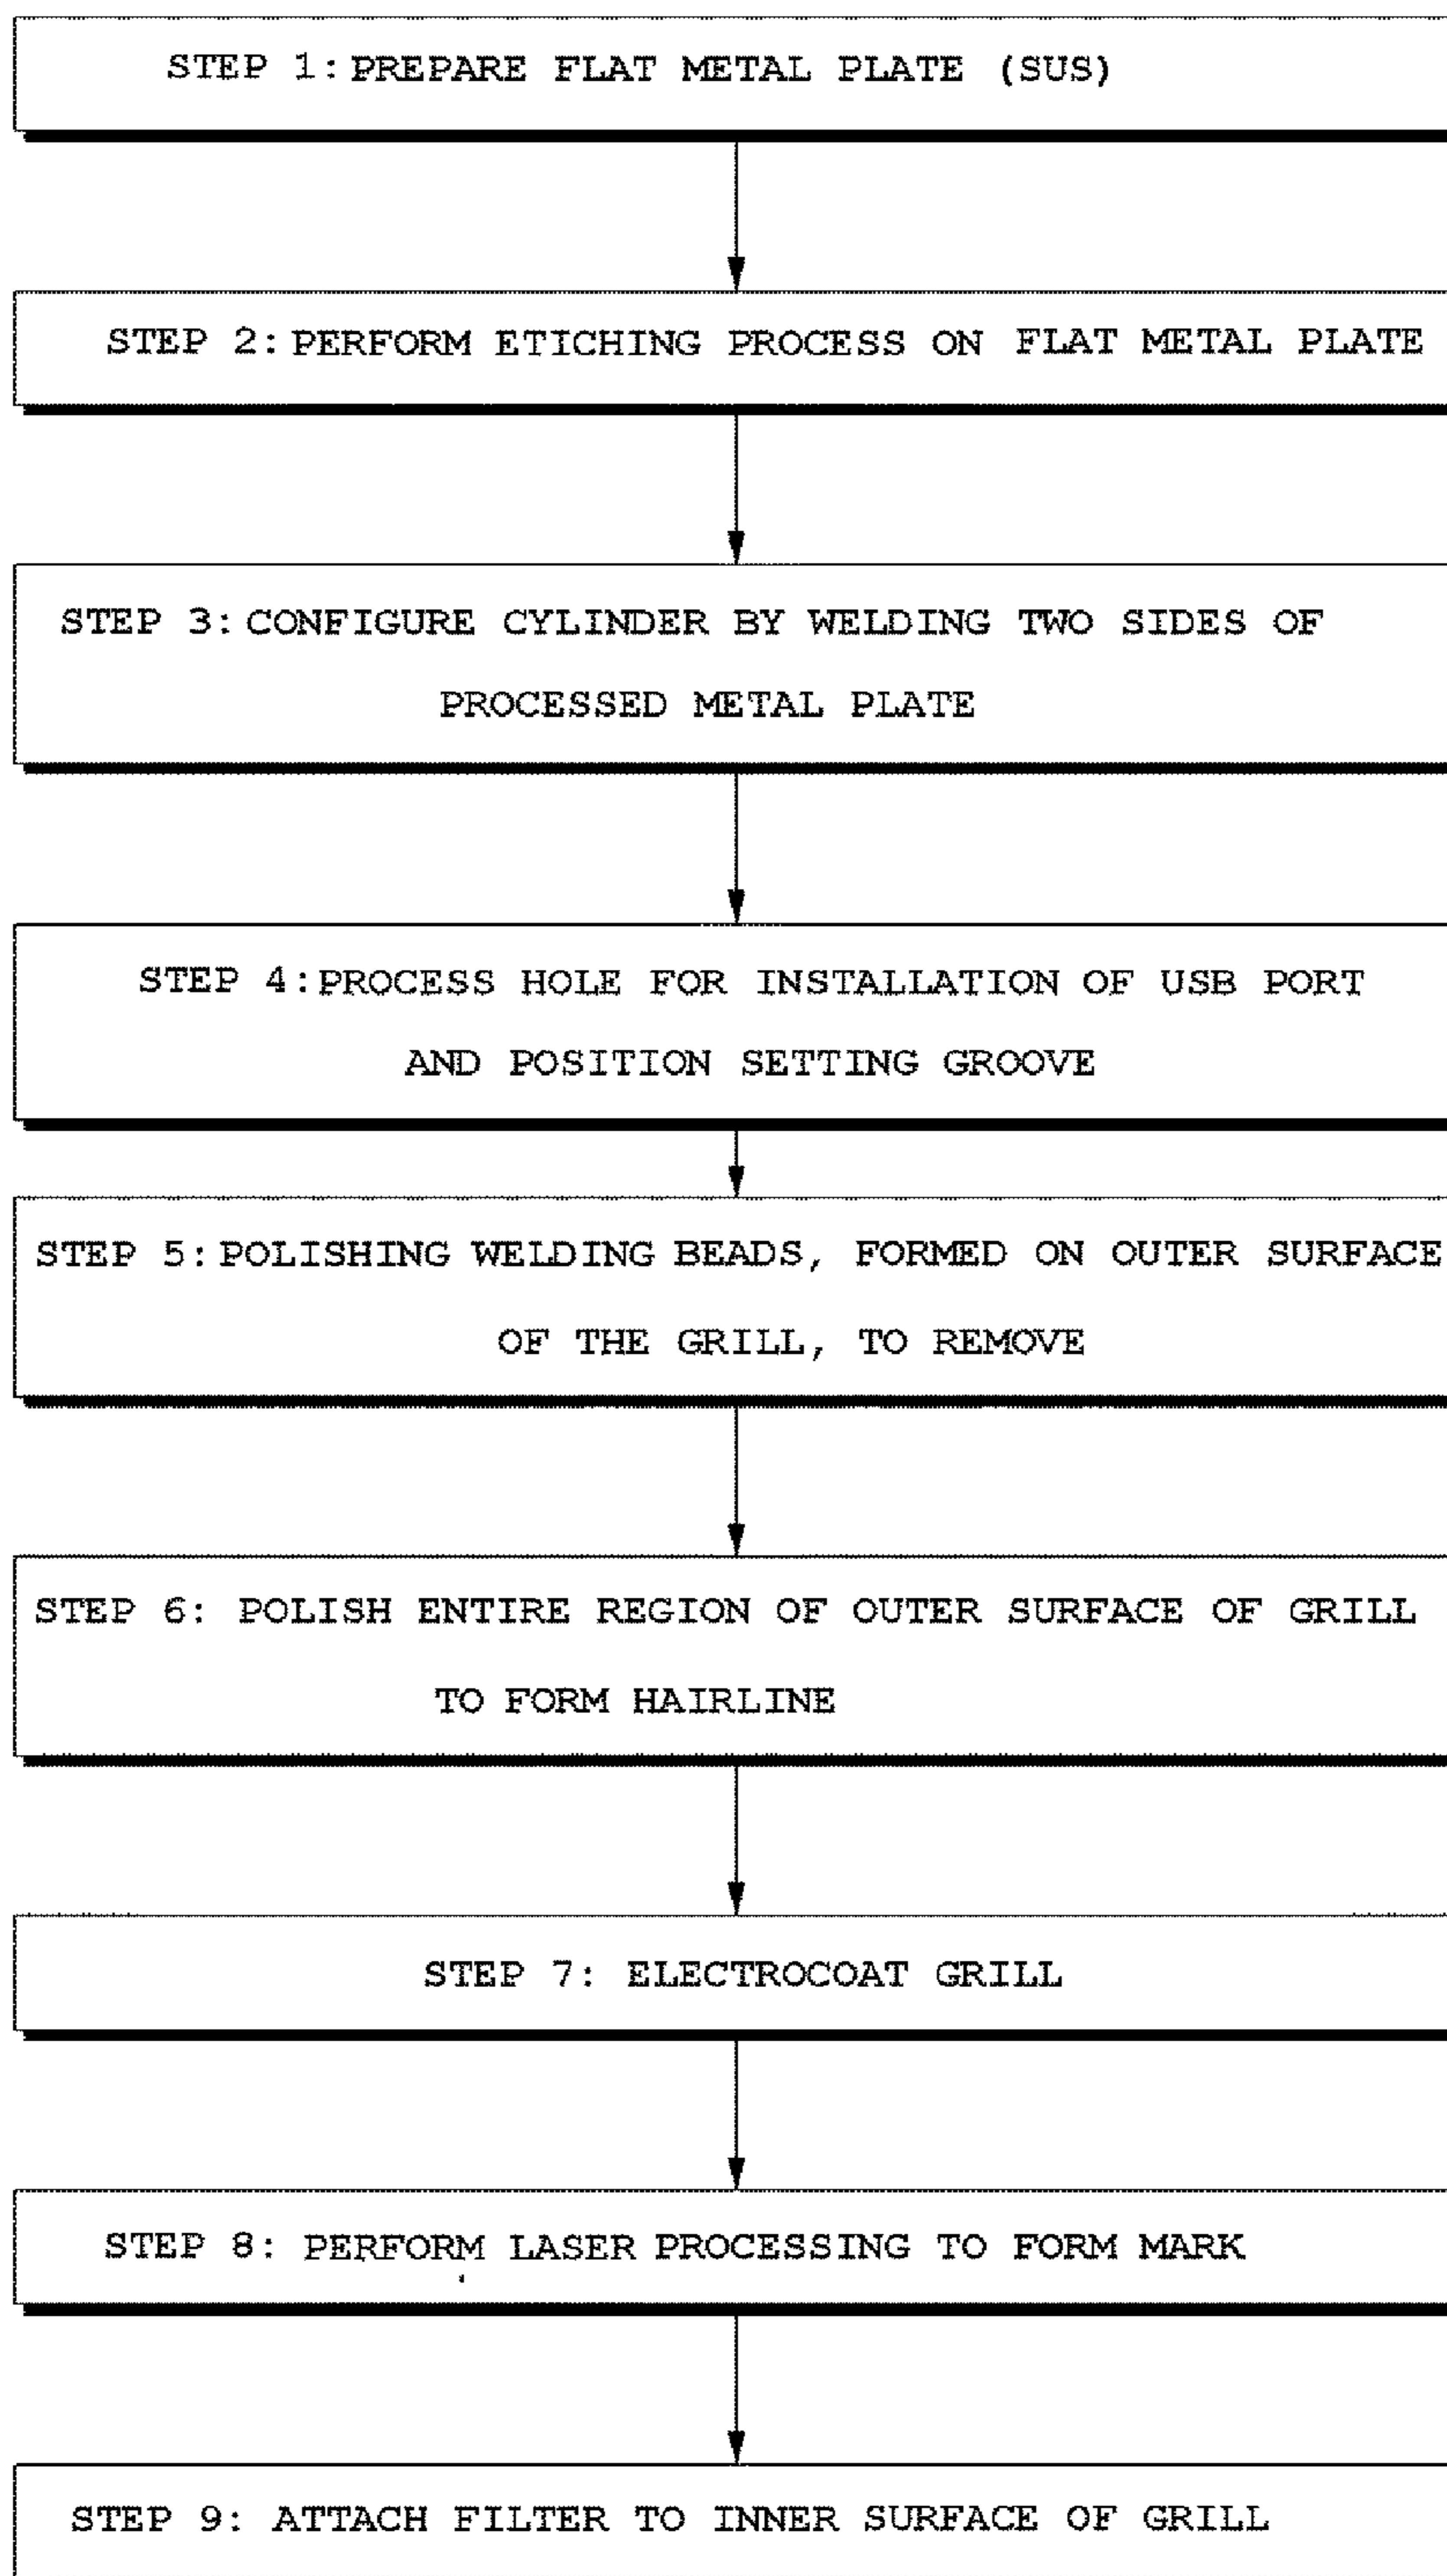 STEP 1: PREPARE FLAT METAL PLATE (SUS)
STEP 2: PERFORM ETICHING PROCESS ON FLAT METAL PLATE
STEP 3: CONFIGURE CYLINDER BY WELDING TWO SIDES OF
PROCESSED METAL PLATE
STEP 4: PROCESS HOLE FOR INSTALLATION OF USB PORT
AND POSITION SETTING GROOVE
STEP 5: POLISHING WELDING BEADS, FORMED ON OUTER SURFACE
OF THE GRILL, TO REMOVE
STEP 6: POLISH ENTIRE REGION OF OUTER SURFACE OF GRILL
TO FORM HAIRLINE
STEP 7: ELECTROCOAT GRILL
STEP 8: PERFORM LASER PROCESSING TO FORM MARK
STEP 9: ATTACH FILTER TO INNER SURFACE OF GRILL